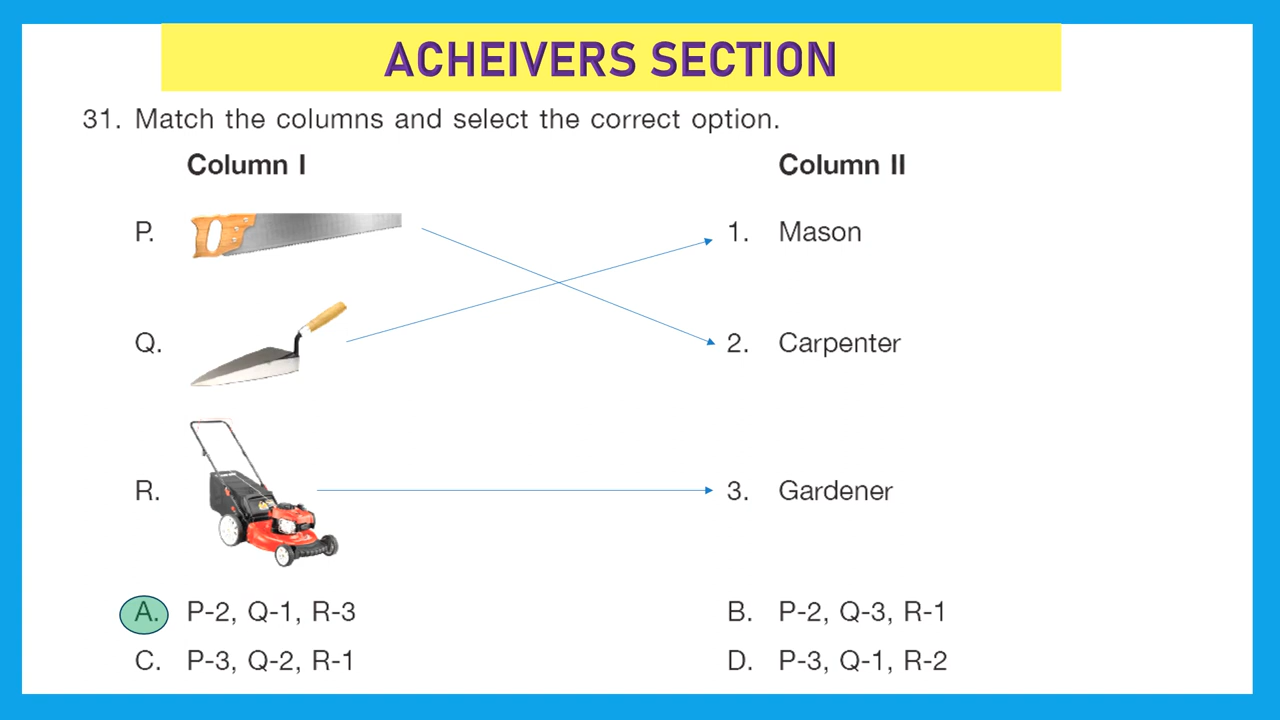 ACHEIVERS SECTION
31. Match the columns and select the correct option.
Column I Column II
P. 1. Mason
Q. 2. Carpenter
R. 3. Gardener
A. P-2, Q-1, R-3 B. P-2, Q-3, R-1
C. P-3, Q-2, R-1 D. P-3, Q-1, R-2